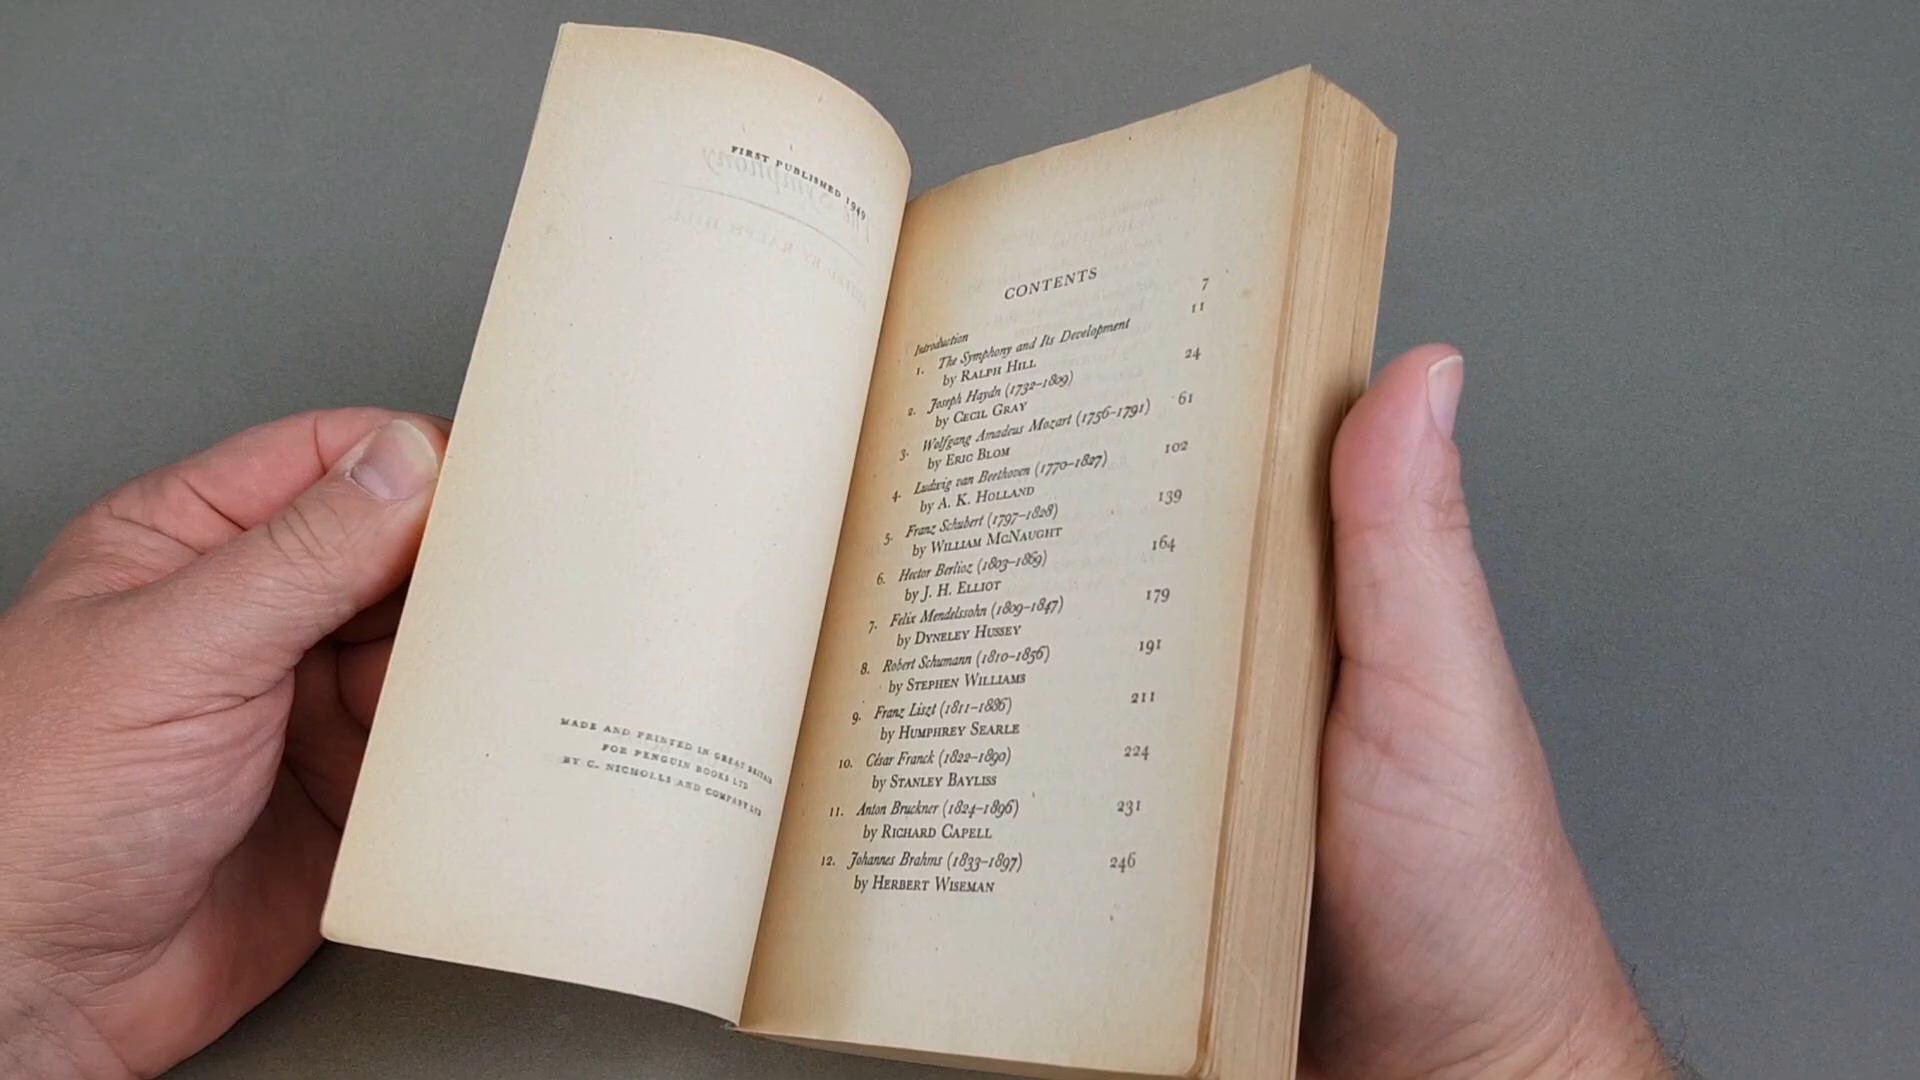 FIRST PUBLISHED 1949
MADE AND PRINTED IN GREAT BRITAIN
FOR PENGUIN BOOKS LTD
BY C. NICHOLLS AND COMPANY LTD
CONTENTS
Introduction 7
1. The Symphony and Its Development 11
by RALPH HILL
2. Joseph Haydn (1732–1809) 24
by CECIL GRAY
3. Wolfgang Amadeus Mozart (1756–1791) 61
by ERIC BLOM
4. Ludwig van Beethoven (1770–1827) 102
by A. K. HOLLAND
5. Franz Schubert (1797–1828) 139
by WILLIAM MCNAUGHT
6. Hector Berlioz (1803–1869) 164
by J. H. ELLIOT
7. Felix Mendelssohn (1809–1847) 179
by DYNELEY HUSSEY
8. Robert Schumann (1810–1856) 191
by STEPHEN WILLIAMS
9. Franz Liszt (1811–1886) 211
by HUMPHREY SEARLE
10. César Franck (1822–1890) 224
by STANLEY BAYLISS
11. Anton Bruckner (1824–1896) 231
by RICHARD CAPELL
12. Johannes Brahms (1833–1897) 246
by HERBERT WISEMAN